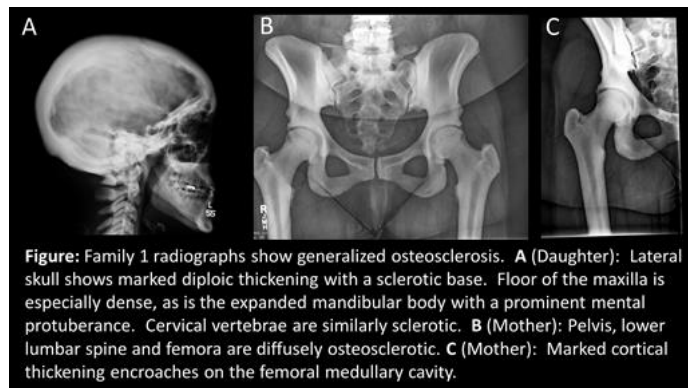 A
B
C
R
Figure: Family 1 radiographs show generalized osteosclerosis. A (Daughter): Lateral
skull shows marked diploic thickening with a sclerotic base. Floor of the maxilla is
especially dense, as is the expanded mandibular body with a prominent mental
protuberance. Cervical vertebrae are similarly sclerotic. B (Mother): Pelvis, lower
lumbar spine and femora are diffusely osteosclerotic. C (Mother): Marked cortical
thickening encroaches on the femoral medullary cavity.